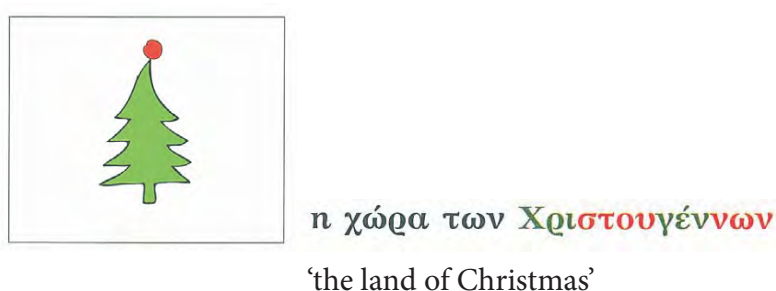 η χώρα των Χριστουγέννων
‘the land of Christmas’